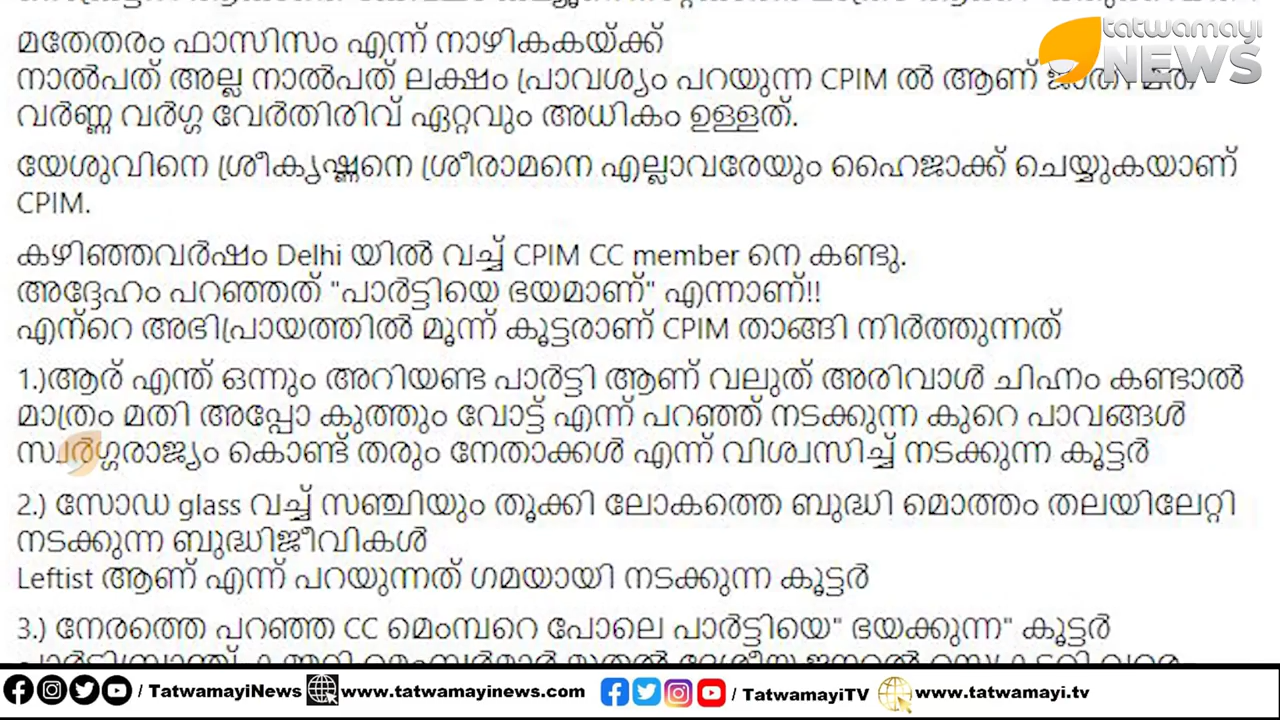 tatwamayi
NEWS
മതേതരം ഫാസിസം എന്ന് നാഴികകയ്ക്ക്
നാൽപത് അല്ല നാൽപത് ലക്ഷം പ്രാവശ്യം പറയുന്ന CPIM ൽ ആണ് ജാതി മത
വർണ്ണ വർഗ്ഗ വേർതിരിവ് ഏറ്റവും അധികം ഉള്ളത്.
യേശുവിനെ ശ്രീകൃഷ്ണനെ ശ്രീരാമനെ എല്ലാവരേയും ഹൈജാക്ക് ചെയ്യുകയാണ്
CPIM.
കഴിഞ്ഞവർഷം Delhi യിൽ വച്ച് CPIM CC member നെ കണ്ടു.
അദ്ദേഹം പറഞ്ഞത് "പാർട്ടിയെ ഭയമാണ്" എന്നാണ്!!
എന്റെ അഭിപ്രായത്തിൽ മൂന്ന് കൂട്ടരാണ് CPIM താങ്ങി നിർത്തുന്നത്
1.)ആര് എന്ത് ഒന്നും അറിയണ്ട പാർട്ടി ആണ് വലുത് അരിവാൾ ചിഹ്നം കണ്ടാൽ
മാത്രം മതി അപ്പോ കുത്തും വോട്ട് എന്ന് പറഞ്ഞ് നടക്കുന്ന കുറെ പാവങ്ങൾ
സ്വർഗ്ഗരാജ്യം കൊണ്ട് തരും നേതാക്കൾ എന്ന് വിശ്വസിച്ച് നടക്കുന്ന കൂട്ടർ
2.) സോഡ glass വച്ച് സഞ്ചിയും തൂക്കി ലോകത്തെ ബുദ്ധി മൊത്തം തലയിലേറ്റി
നടക്കുന്ന ബുദ്ധിജീവികൾ
Leftist ആണ് എന്ന് പറയുന്നത് ഗമയായി നടക്കുന്ന കൂട്ടർ
3.) നേരത്തെ പറഞ്ഞ CC മെംമ്പറെ പോലെ പാർട്ടിയെ" ഭയക്കുന്ന" കൂട്ടർ
/ TatwamayiNews www.tatwamayinews.com / TatwamayiTV www.tatwamayi.tv